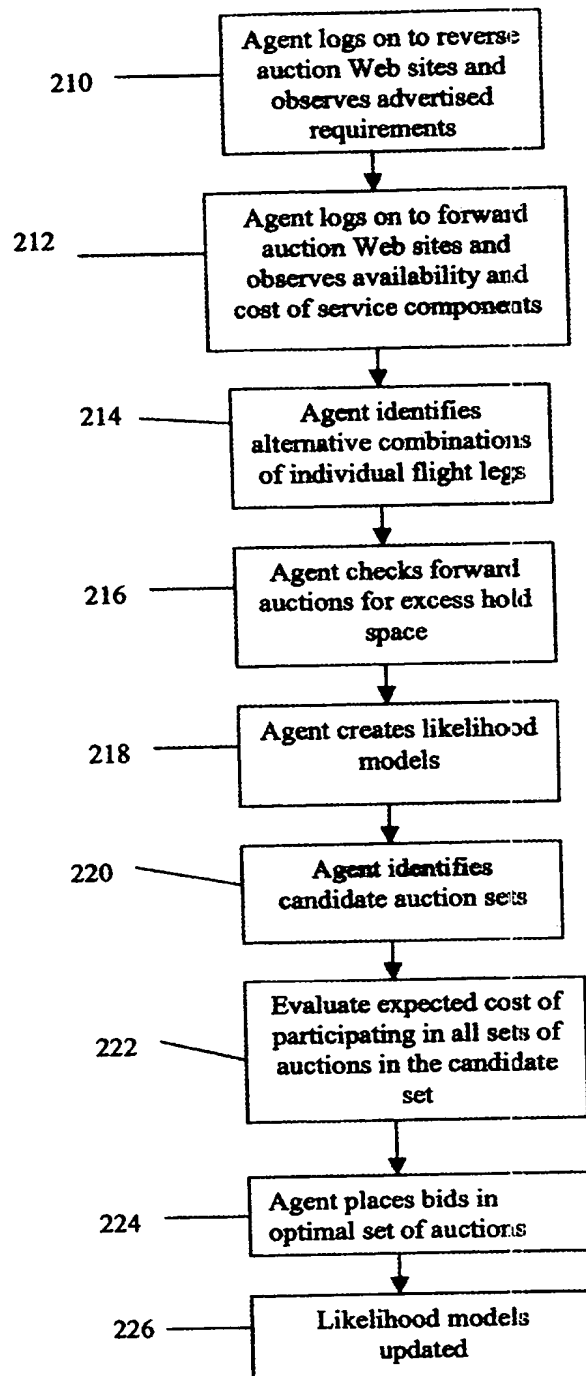 210
Agent logs on to reverse
auction Web sites and
observes advertised
requirements
212
Agent logs on to forward
auction Web sites and
observes availability and
cost of service components
214
Agent identifies
alternative combinations
of individual flight legs
216
Agent checks forward
auctions for excess hold
space
218
Agent creates likelihood
models
220
Agent identifies
candidate auction sets
222
Evaluate expected cost of
participating in all sets of
auctions in the candidate
set
224
Agent places bids in
optimal set of auctions
226
Likelihood models
updated